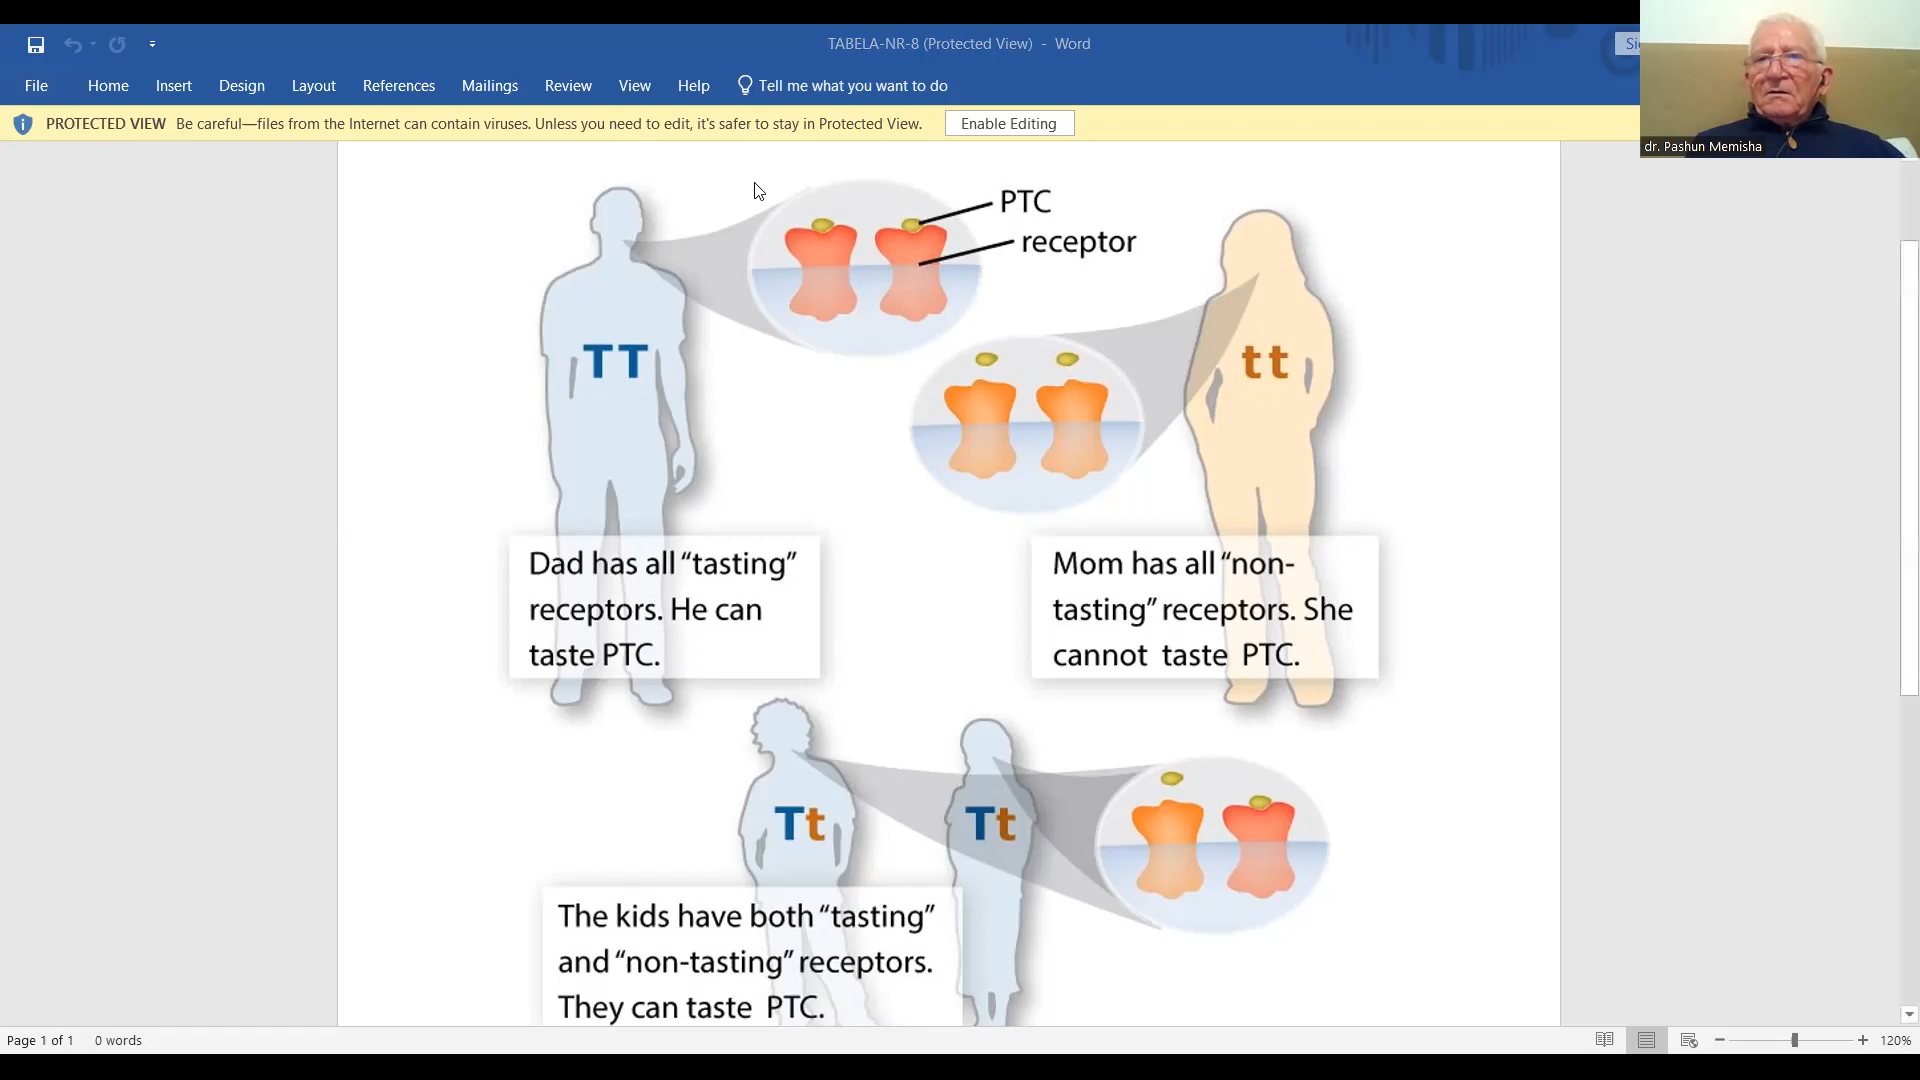 TABELA-NR-8 (Protected View) - Word
File Home Insert Design Layout References Mailings Review View Help Tell me what you want to do
PROTECTED VIEW Be careful—files from the Internet can contain viruses. Unless you need to edit, it's safer to stay in Protected View. Enable Editing
dr. Pashun Memisha
PTC
receptor
TT
tt
Dad has all “tasting”
receptors. He can
taste PTC.
Mom has all “non-
tasting” receptors. She
cannot taste PTC.
Tt
Tt
The kids have both “tasting”
and “non-tasting” receptors.
They can taste PTC.
Page 1 of 1 0 words
120%